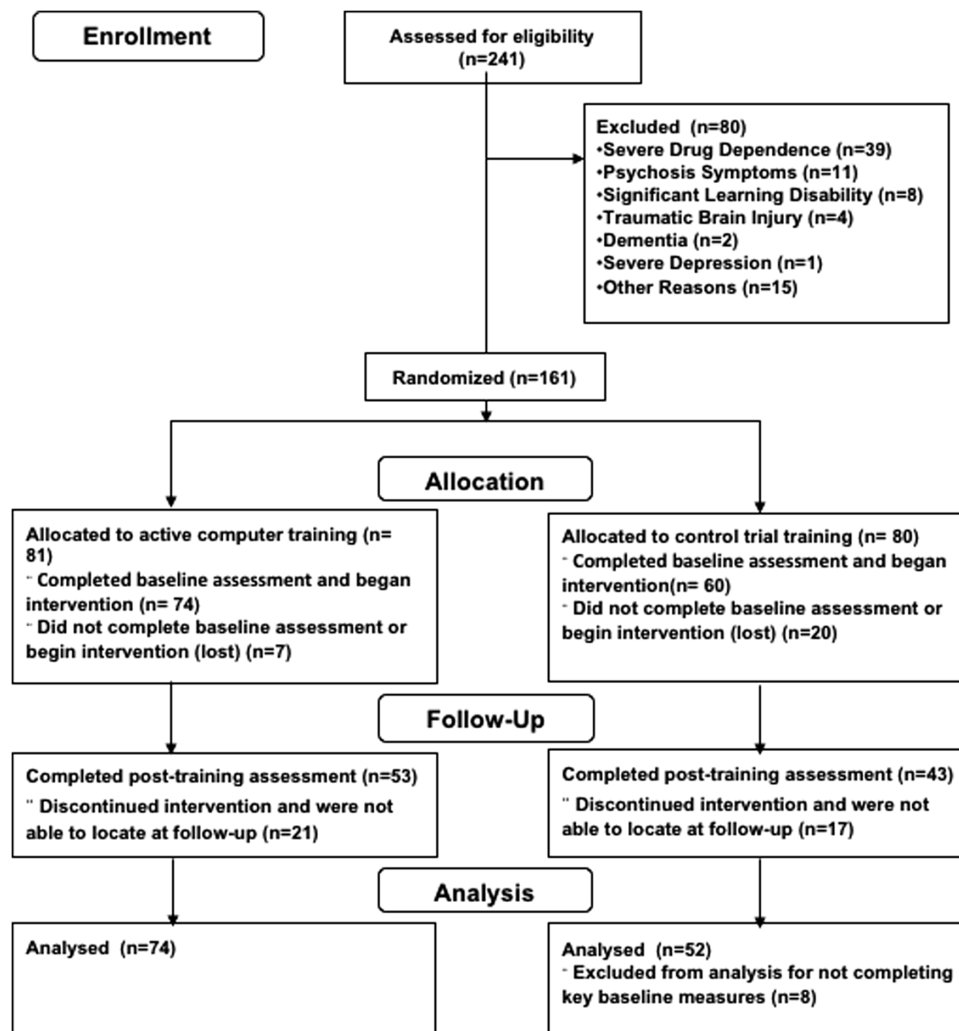 Enrollment
Assessed for eligibility
(n=241)
Excluded (n=80)
•Severe Drug Dependence (n=39)
•Psychosis Symptoms (n=11)
•Significant Learning Disability (n=8)
•Traumatic Brain Injury (n=4)
•Dementia (n=2)
•Severe Depression (n=1)
•Other Reasons (n=15)
Randomized (n=161)
Allocation
Allocated to active computer training (n=
81)
¨ Completed baseline assessment and began
intervention (n= 74)
¨ Did not complete baseline assessment or
begin intervention (lost) (n=7)
Allocated to control trial training (n= 80)
¨ Completed baseline assessment and began
intervention(n= 60)
¨ Did not complete baseline assessment or
begin intervention (lost) (n=20)
Follow-Up
Completed post-training assessment (n=53)
¨ Discontinued intervention and were not
able to locate at follow-up (n=21)
Completed post-training assessment (n=43)
¨ Discontinued intervention and were not
able to locate at follow-up (n=17)
Analysis
Analysed (n=74)
Analysed (n=52)
¨ Excluded from analysis for not completing
key baseline measures (n=8)